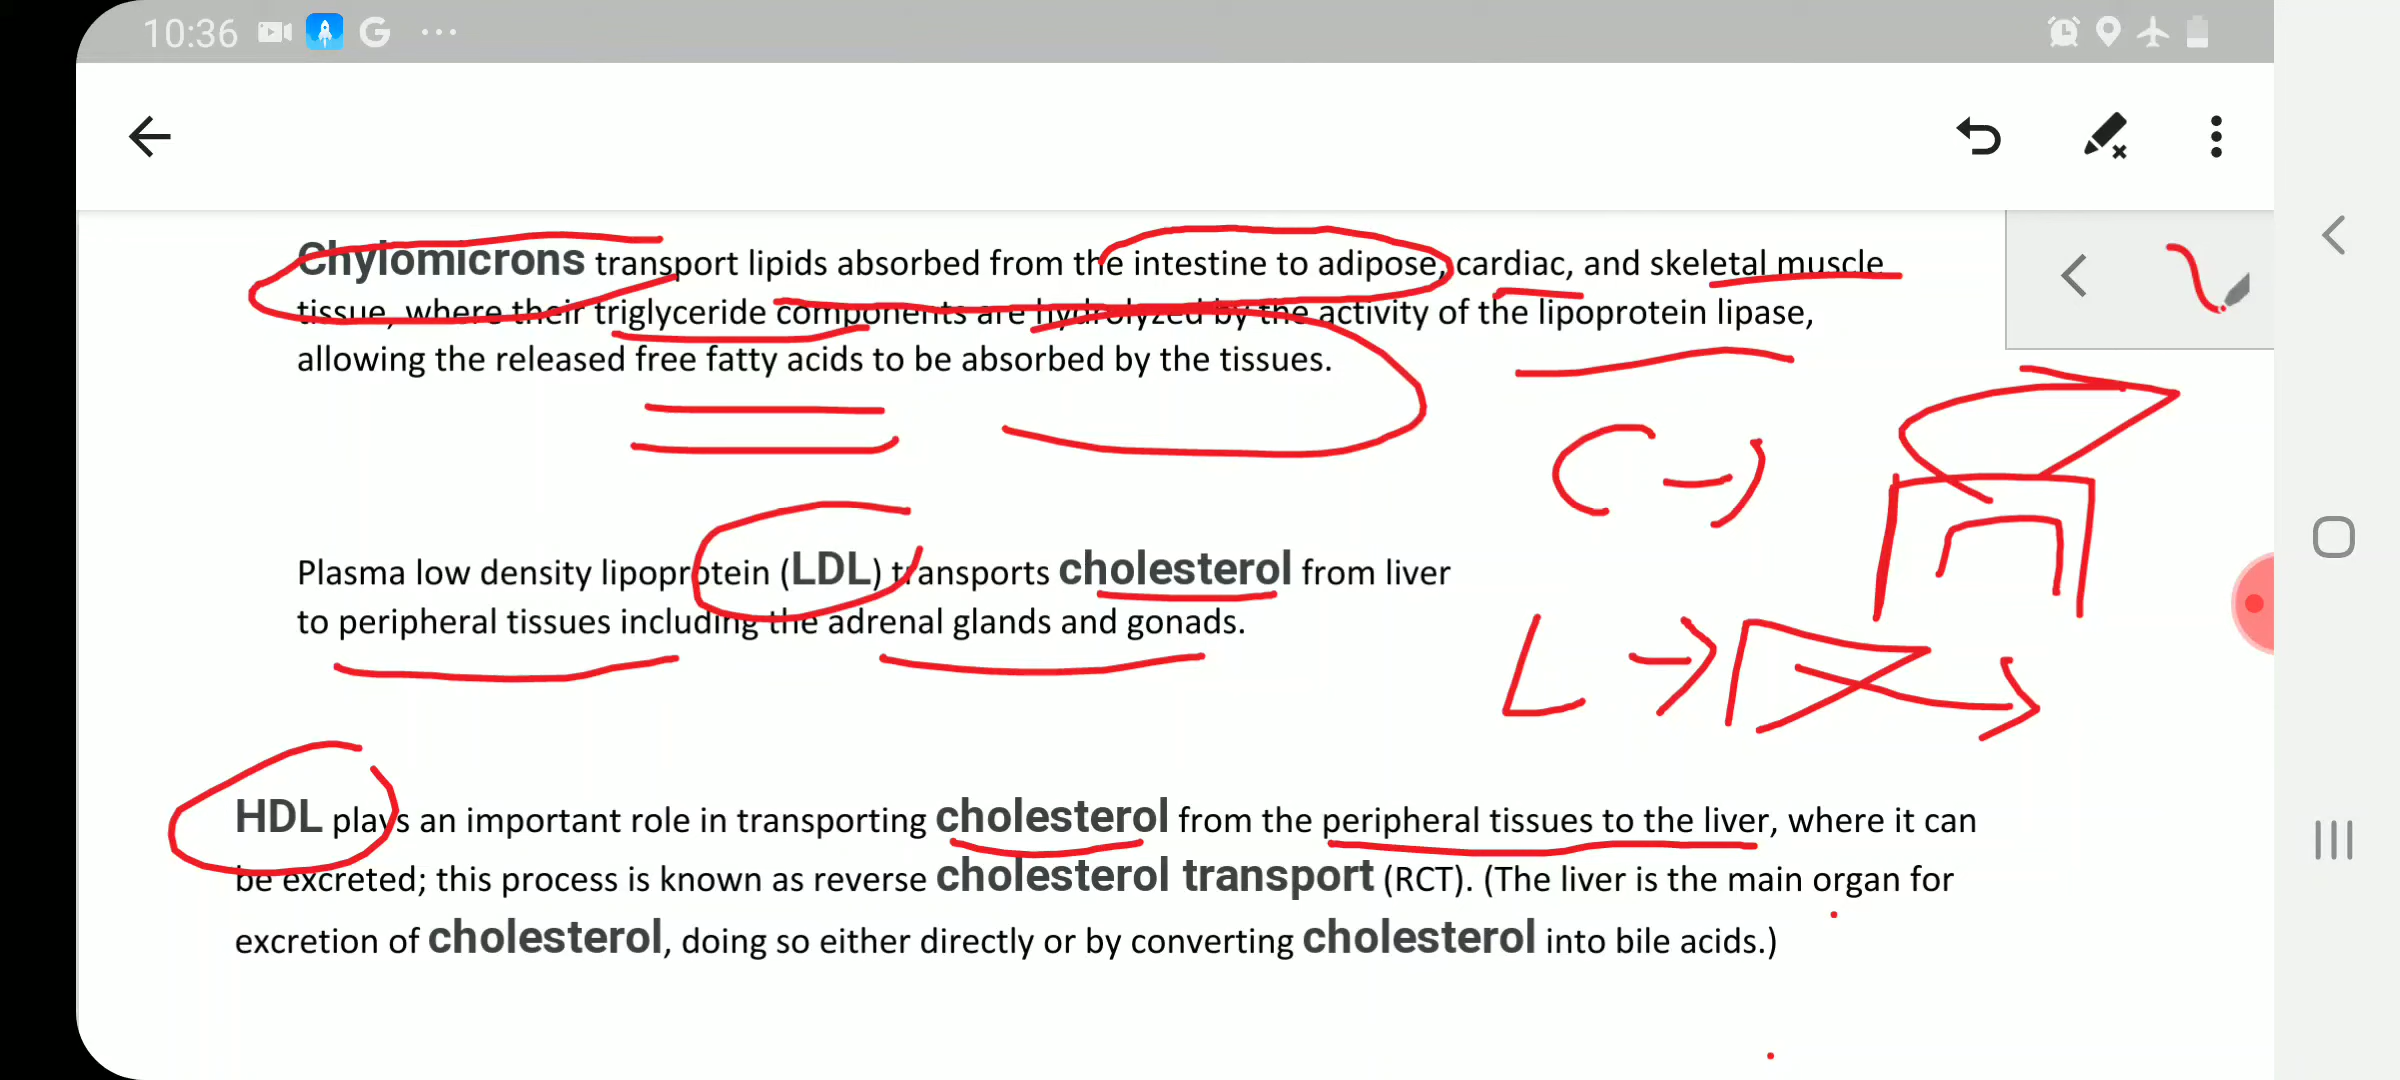 10:36
Chylomicrons transport lipids absorbed from the intestine to adipose, cardiac, and skeletal muscle
tissue, where their triglyceride components are hydrolyzed by the activity of the lipoprotein lipase,
allowing the released free fatty acids to be absorbed by the tissues.
Plasma low density lipoprotein (LDL) transports cholesterol from liver
to peripheral tissues including the adrenal glands and gonads.
L
HDL plays an important role in transporting cholesterol from the peripheral tissues to the liver, where it can
be excreted; this process is known as reverse cholesterol transport (RCT). (The liver is the main organ for
excretion of cholesterol, doing so either directly or by converting cholesterol into bile acids.)